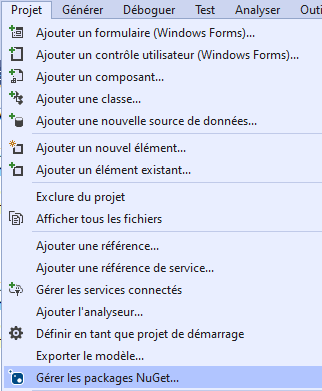 Projet Générer Déboguer Test Analyser Outi
Ajouter un formulaire (Windows Forms)...
Ajouter un contrôle utilisateur (Windows Forms)...
Ajouter un composant...
Ajouter une classe...
Ajouter une nouvelle source de données...
Ajouter un nouvel élément...
Ajouter un élément existant...
Exclure du projet
Afficher tous les fichiers
Ajouter une référence...
Ajouter une référence de service...
Gérer les services connectés
Ajouter l'analyseur...
Définir en tant que projet de démarrage
Exporter le modèle...
Gérer les packages NuGet...